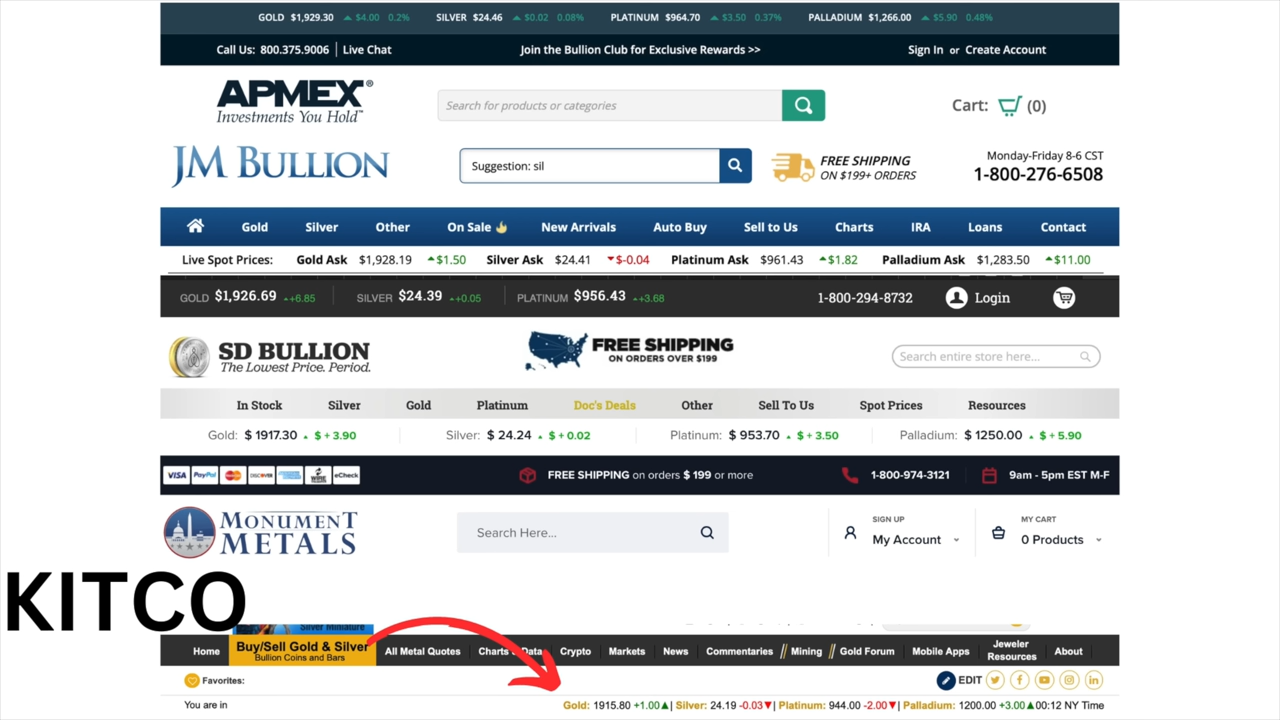 GOLD $1,929.30 ▲ $4.00 0.2% SILVER $24.46 ▲ $0.02 0.08% PLATINUM $964.70 ▲ $3.50 0.37% PALLADIUM $1,266.00 ▲ $5.90 0.48%
Call Us: 800.375.9006 | Live Chat Join the Bullion Club for Exclusive Rewards >> Sign In or Create Account
APMEX®
Investments You Hold™
Search for products or categories
Cart: (0)
JM BULLION
Suggestion: sil
FREE SHIPPING
ON $199+ ORDERS
Monday-Friday 8-6 CST
1-800-276-6508
Gold Silver Other On Sale New Arrivals Auto Buy Sell to Us Charts IRA Loans Contact
Live Spot Prices: Gold Ask $1,928.19 ▲$1.50 Silver Ask $24.41 ▼$-0.04 Platinum Ask $961.43 ▲$1.82 Palladium Ask $1,283.50 ▲$11.00
GOLD $1,926.69 ▲+6.85 SILVER $24.39 ▲+0.05 PLATINUM $956.43 ▲+3.68 1-800-294-8732 Login
SD BULLION
The Lowest Price. Period.
FREE SHIPPING
ON ORDERS OVER $199
Search entire store here...
In Stock Silver Gold Platinum Doc's Deals Other Sell To Us Spot Prices Resources
Gold: $ 1917.30 ▲ $ + 3.90 Silver: $ 24.24 ▲ $ + 0.02 Platinum: $ 953.70 ▲ $ + 3.50 Palladium: $ 1250.00 ▲ $ + 5.90
VISA PayPal DISCOVER WIRE eCheck FREE SHIPPING on orders $ 199 or more 1-800-974-3121 9am - 5pm EST M-F
MONUMENT
METALS
Search Here...
SIGN UP
My Account
MY CART
0 Products
KITCO
Silver Miniature
Home Buy/Sell Gold & Silver All Metal Quotes Charts & Data Crypto Markets News Commentaries // Mining // Gold Forum Mobile Apps Jeweler Resources About
Bullion Coins and Bars
Favorites: EDIT
You are in Gold: 1915.80 +1.00▲| Silver: 24.19 -0.03▼| Platinum: 944.00 -2.00▼| Palladium: 1200.00 +3.00▲00:12 NY Time